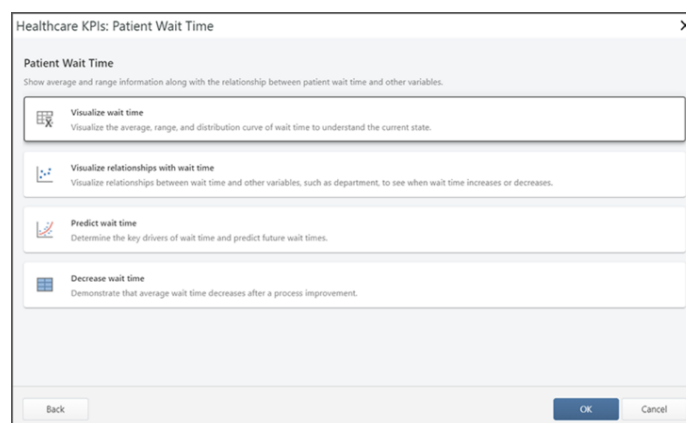 Healthcare KPIs: Patient Wait Time
Patient Wait Time
Show average and range information along with the relationship between patient wait time and other variables.
Visualize wait time
Visualize the average, range, and distribution curve of wait time to understand the current state.
Visualize relationships with wait time
Visualize relationships between wait time and other variables, such as department, to see when wait time increases or decreases.
Predict wait time
Determine the key drivers of wait time and predict future wait times.
Decrease wait time
Demonstrate that average wait time decreases after a process improvement.
Back
OK
Cancel